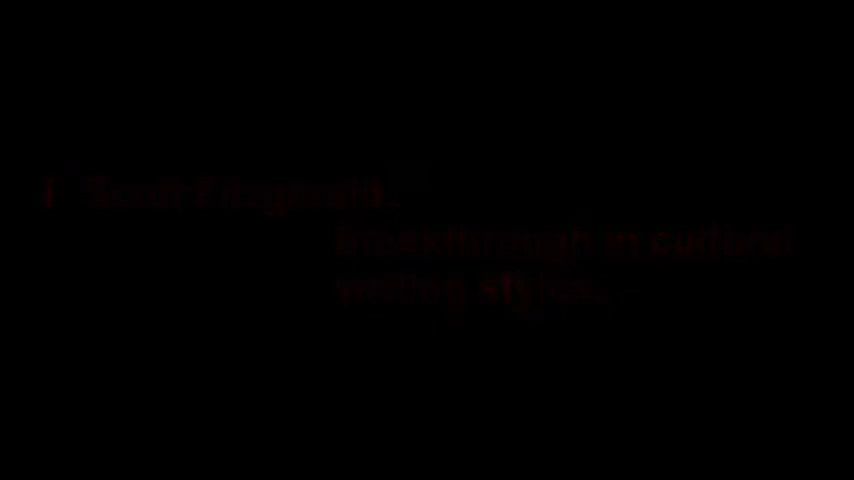 F. Scott Fitzgerald..
breakthrough in cultural
writing styles..